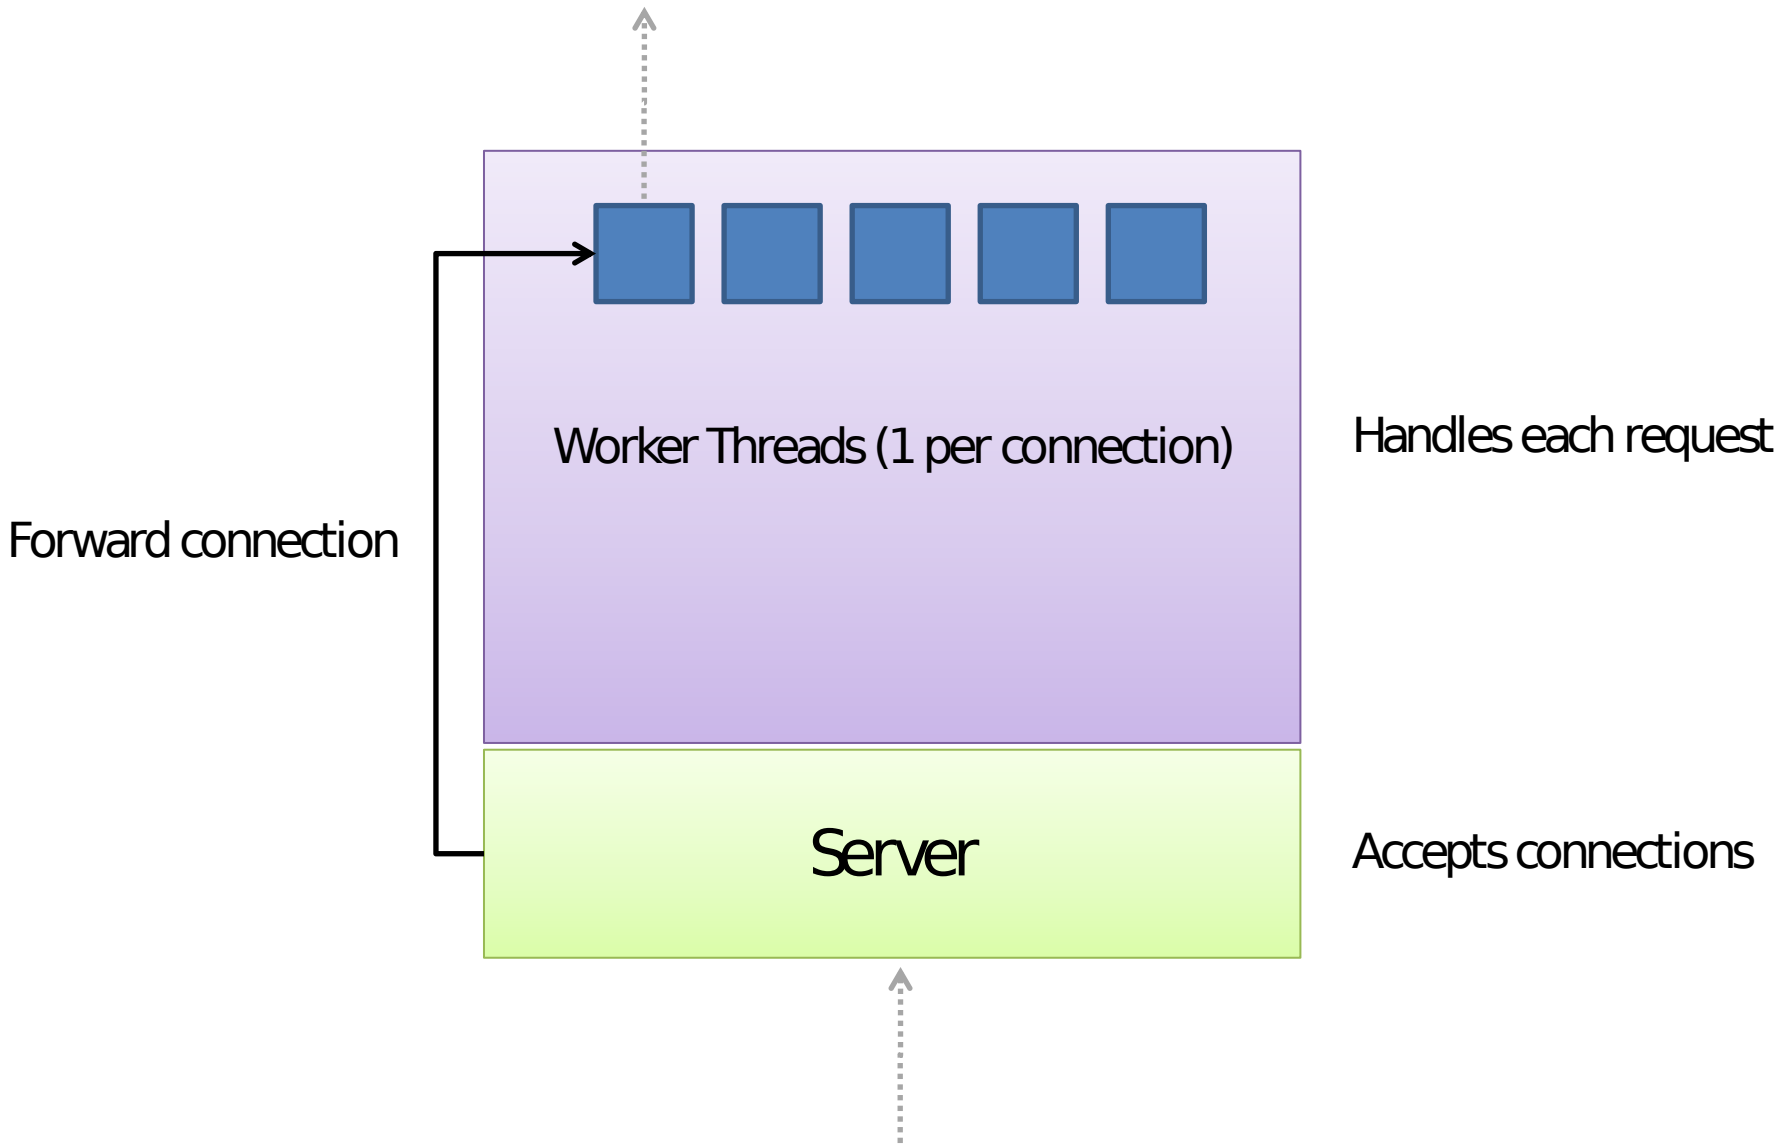 Worker Threads (1 per connection)
Handles each request
Forward connection
Server
Accepts connections